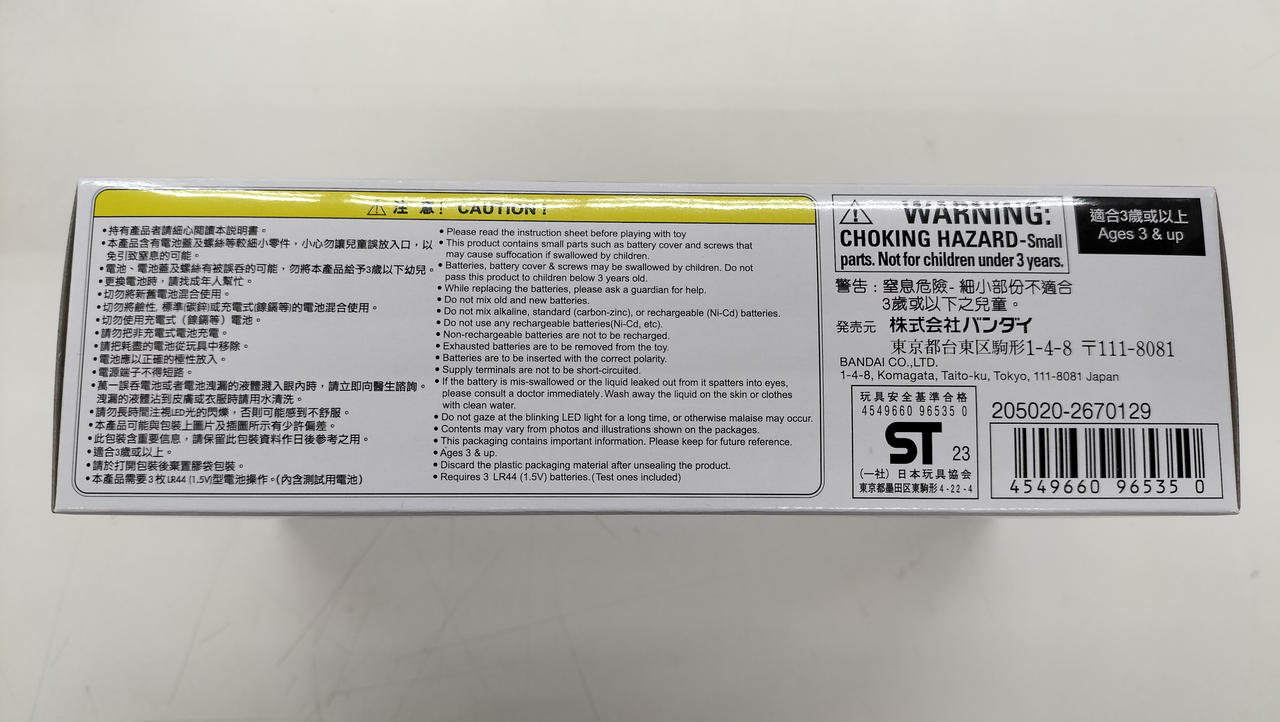 ⚠ 注 意! CAUTION!
•持有產品者請細心閱讀本說明書。
•本產品含有電池蓋及螺絲等較細小零件，小心勿讓兒童誤放入口，以
免引致窒息的可能。
•電池、電池蓋及螺絲有被誤吞的可能，勿將本產品給予3歲以下幼兒。
•更換電池時，請找成年人幫忙。
•切勿將新舊電池混合使用。
•切勿將鹼性, 標準(碳鋅)或充電式(鎳鎘等)的電池混合使用。
•切勿使用充電式（鎳鎘等）電池。
•請勿把非充電式電池充電。
•請把耗盡的電池從玩具中移除。
•電池應以正確的極性放入。
•電源端子不得短路。
•萬一誤吞電池或者電池洩漏的液體濺入眼內時，請立即向醫生諮詢。
洩漏的液體沾到皮膚或衣服時請用水清洗。
•請勿長時間注視LED光的閃爍，否則可能感到不舒服。
•本產品可能與包裝上圖片及插圖所示有少許偏差。
•此包裝含重要信息，請保留此包裝資料作日後參考之用。
•適合3歲或以上。
•請於打開包裝後棄置膠袋包裝。
•本產品需要3枚LR44 (1.5V)型電池操作。(內含測試用電池)
• Please read the instruction sheet before playing with toy
• This product contains small parts such as battery cover and screws that
may cause suffocation if swallowed by children.
• Batteries, battery cover & screws may be swallowed by children. Do not
pass this product to children below 3 years old.
• While replacing the batteries, please ask a guardian for help.
• Do not mix old and new batteries.
• Do not mix alkaline, standard (carbon-zinc), or rechargeable (Ni-Cd) batteries.
• Do not use any rechargeable batteries(Ni-Cd, etc).
• Non-rechargeable batteries are not to be recharged.
• Exhausted batteries are to be removed from the toy.
• Batteries are to be inserted with the correct polarity.
• Supply terminals are not to be short-circuited.
• If the battery is mis-swallowed or the liquid leaked out from it spatters into eyes,
please consult a doctor immediately. Wash away the liquid on the skin or clothes
with clean water.
• Do not gaze at the blinking LED light for a long time, or otherwise malaise may occur.
• Contents may vary from photos and illustrations shown on the packages.
• This packaging contains important information. Please keep for future reference.
• Ages 3 & up.
• Discard the plastic packaging material after unsealing the product.
• Requires 3 LR44 (1.5V) batteries. (Test ones included)
⚠ WARNING:
CHOKING HAZARD-Small
parts. Not for children under 3 years.
適合3歲或以上
Ages 3 & up
警告：窒息危險- 細小部份不適合
3歲或以下之兒童。
発売元 株式会社バンダイ
東京都台東区駒形1-4-8 〒111-8081
BANDAI CO.,LTD.
1-4-8, Komagata, Taito-ku, Tokyo, 111-8081 Japan
玩具安全基準合格
4549660 96535 0
ST 23
(一社) 日本玩具協会
東京都墨田区東駒形4-22-4
205020-2670129
4549660 96535 0